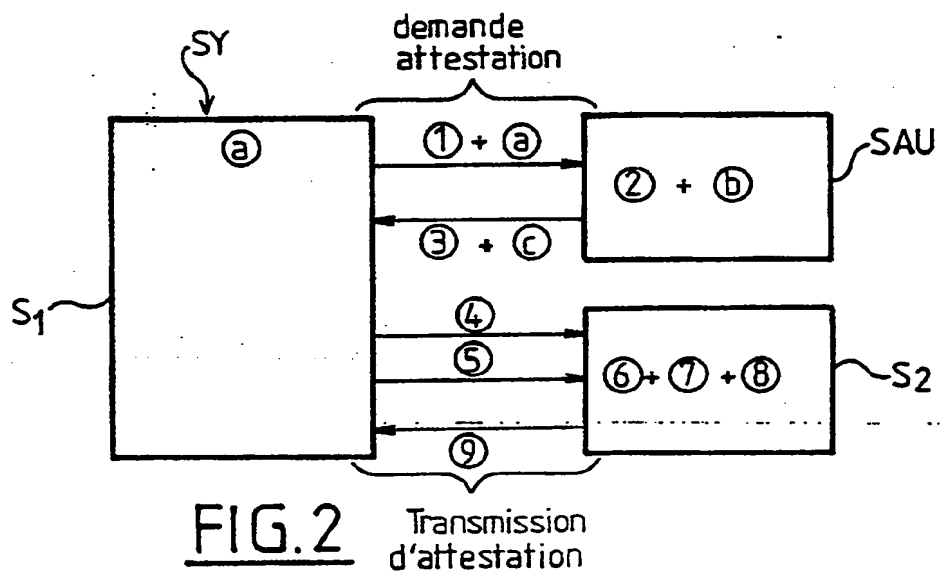 demande
attestation
SY
ⓐ
① + ⓐ
SAU
② + ⓑ
③ + ⓒ
S1
④
⑤
⑥ + ⑦ + ⑧
S2
⑨
FIG.2
Transmission
d'attestation